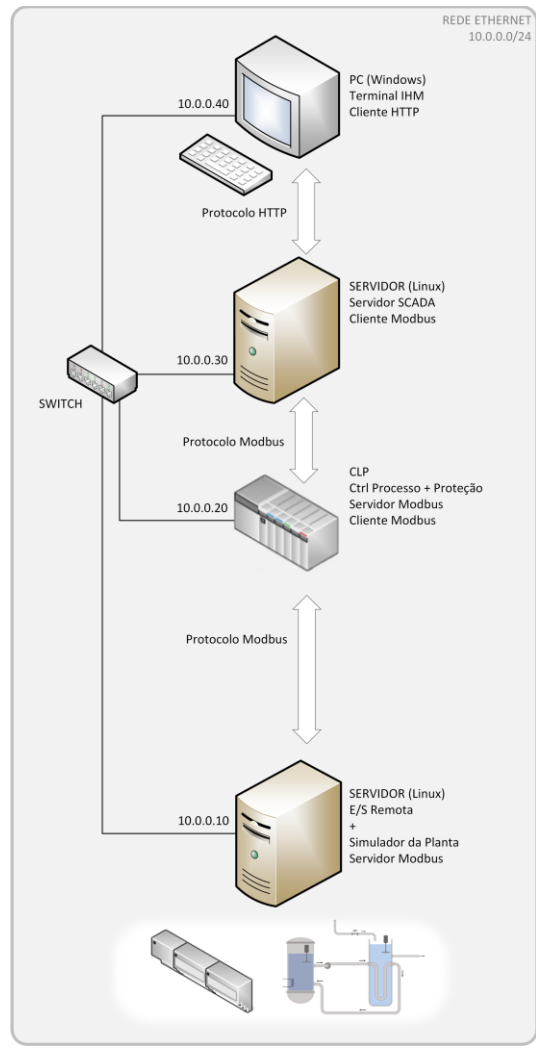 REDE ETHERNET
10.0.0.0/24
PC (Windows)
Terminal IHM
Cliente HTTP
10.0.0.40
Protocolo HTTP
SERVIDOR (Linux)
Servidor SCADA
Cliente Modbus
10.0.0.30
SWITCH
Protocolo Modbus
CLP
Ctrl Processo + Proteção
Servidor Modbus
Cliente Modbus
10.0.0.20
Protocolo Modbus
SERVIDOR (Linux)
E/S Remota
+
Simulador da Planta
Servidor Modbus
10.0.0.10